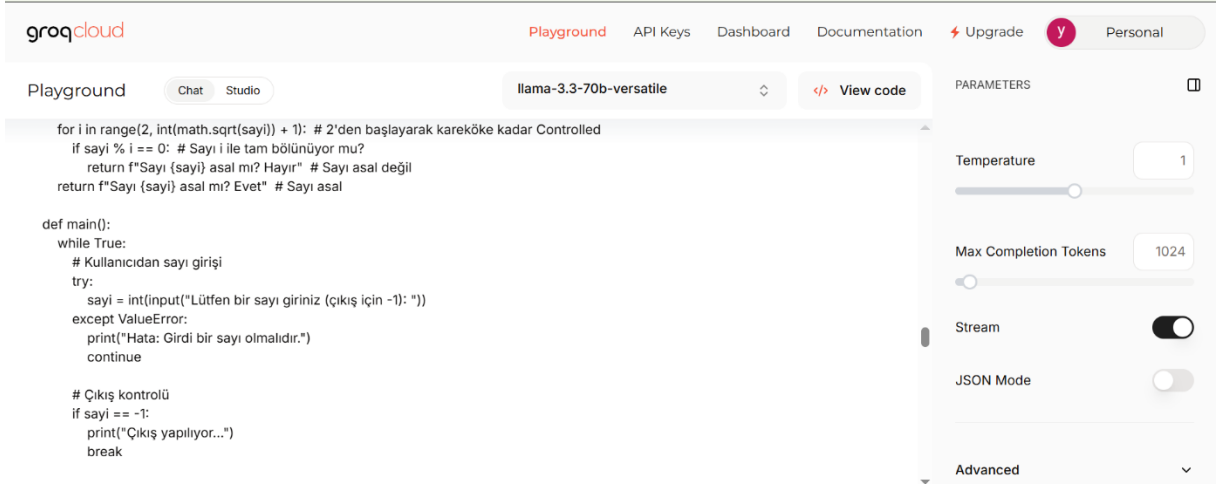 groqcloud Playground API Keys Dashboard Documentation Upgrade y Personal
Playground Chat Studio llama-3.3-70b-versatile </> View code PARAMETERS
for i in range(2, int(math.sqrt(sayi)) + 1):  # 2'den başlayarak kareköke kadar Controlled
if sayi % i == 0:  # Sayı i ile tam bölünüyor mu?
return f"Sayı {sayi} asal mı? Hayır"  # Sayı asal değil
return f"Sayı {sayi} asal mı? Evet"  # Sayı asal
def main():
while True:
# Kullanıcıdan sayı girişi
try:
sayi = int(input("Lütfen bir sayı giriniz (çıkış için -1): "))
except ValueError:
print("Hata: Girdi bir sayı olmalıdır.")
continue
# Çıkış kontrolü
if sayi == -1:
print("Çıkış yapılıyor...")
break
Temperature 1
Max Completion Tokens 1024
Stream
JSON Mode
Advanced